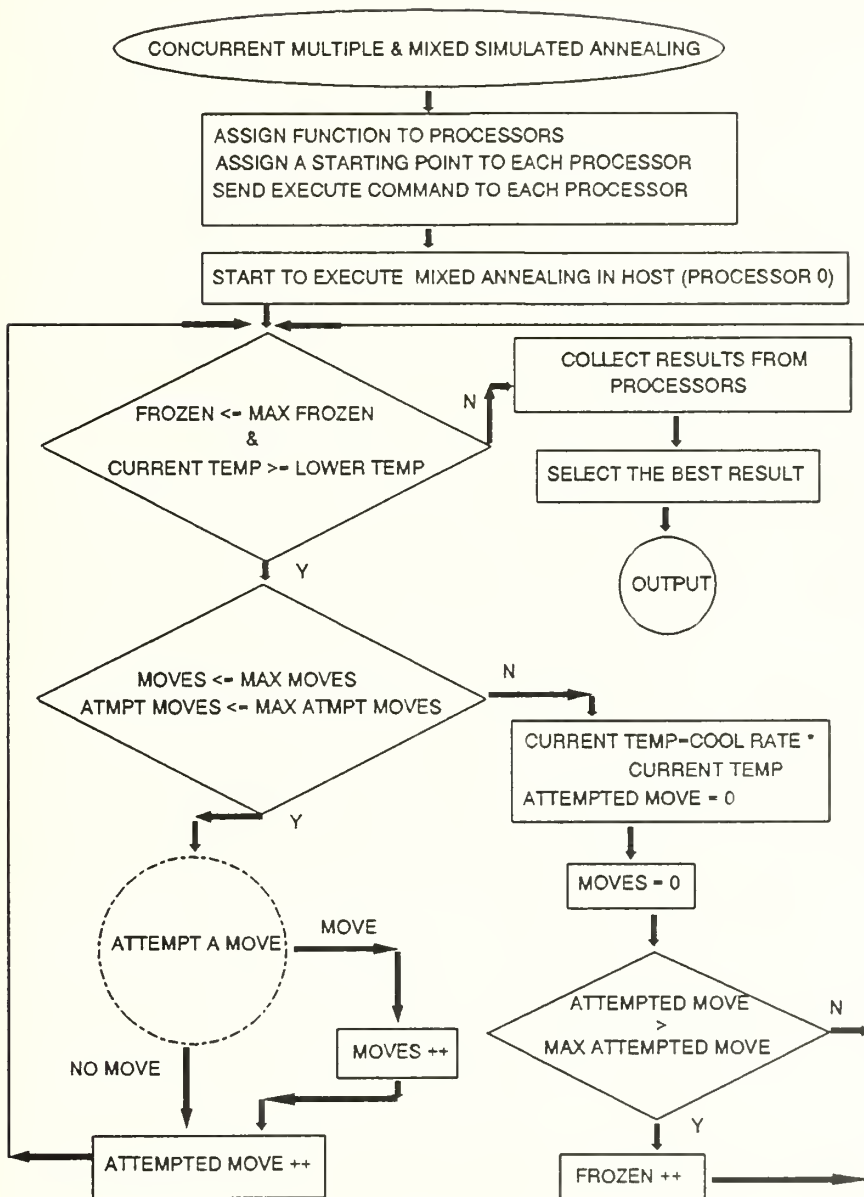 CONCURRENT MULTIPLE & MIXED SIMULATED ANNEALING
ASSIGN FUNCTION TO PROCESSORS
ASSIGN A STARTING POINT TO EACH PROCESSOR
SEND EXECUTE COMMAND TO EACH PROCESSOR
START TO EXECUTE MIXED ANNEALING IN HOST (PROCESSOR 0)
FROZEN <= MAX FROZEN
&
CURRENT TEMP >= LOWER TEMP
N
COLLECT RESULTS FROM
PROCESSORS
SELECT THE BEST RESULT
OUTPUT
Y
MOVES <= MAX MOVES
ATMPT MOVES <= MAX ATMPT MOVES
N
CURRENT TEMP=COOL RATE *
CURRENT TEMP
ATTEMPTED MOVE = 0
MOVES = 0
Y
ATTEMPT A MOVE
MOVE
MOVES ++
NO MOVE
ATTEMPTED MOVE ++
ATTEMPTED MOVE
>
MAX ATTEMPTED MOVE
N
Y
FROZEN ++